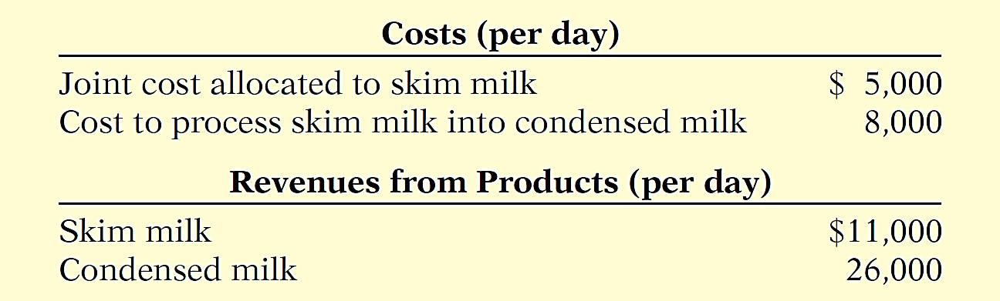 Costs (per day)
Joint cost allocated to skim milk $ 5,000
Cost to process skim milk into condensed milk 8,000
Revenues from Products (per day)
Skim milk $11,000
Condensed milk 26,000